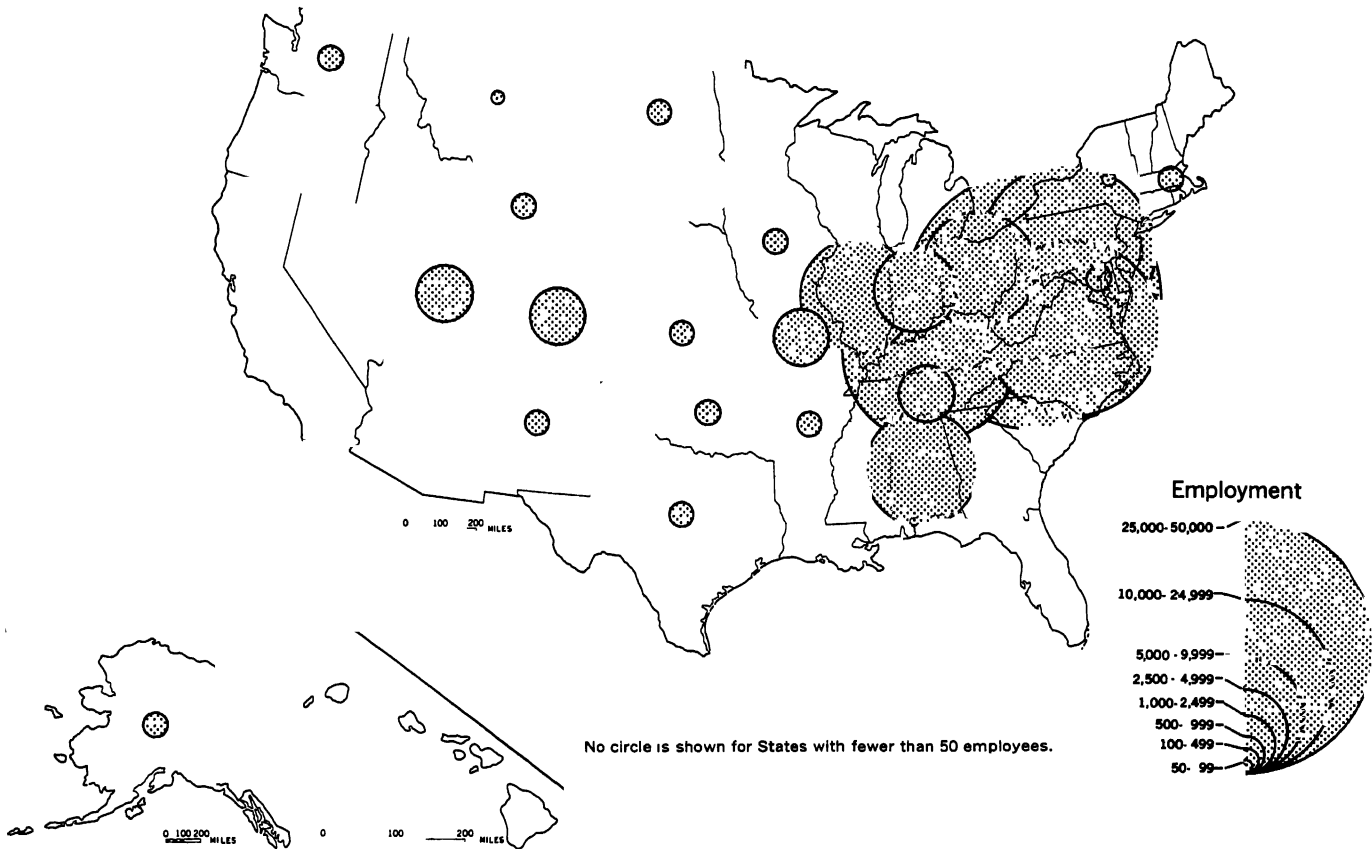 0 100 200 MILES
Employment
25,000-50,000
10,000-24,999
5,000-9,999
2,500-4,999
1,000-2,499
500-999
100-499
50-99
No circle is shown for States with fewer than 50 employees.
0 100 200 MILES
0 100 200 MILES